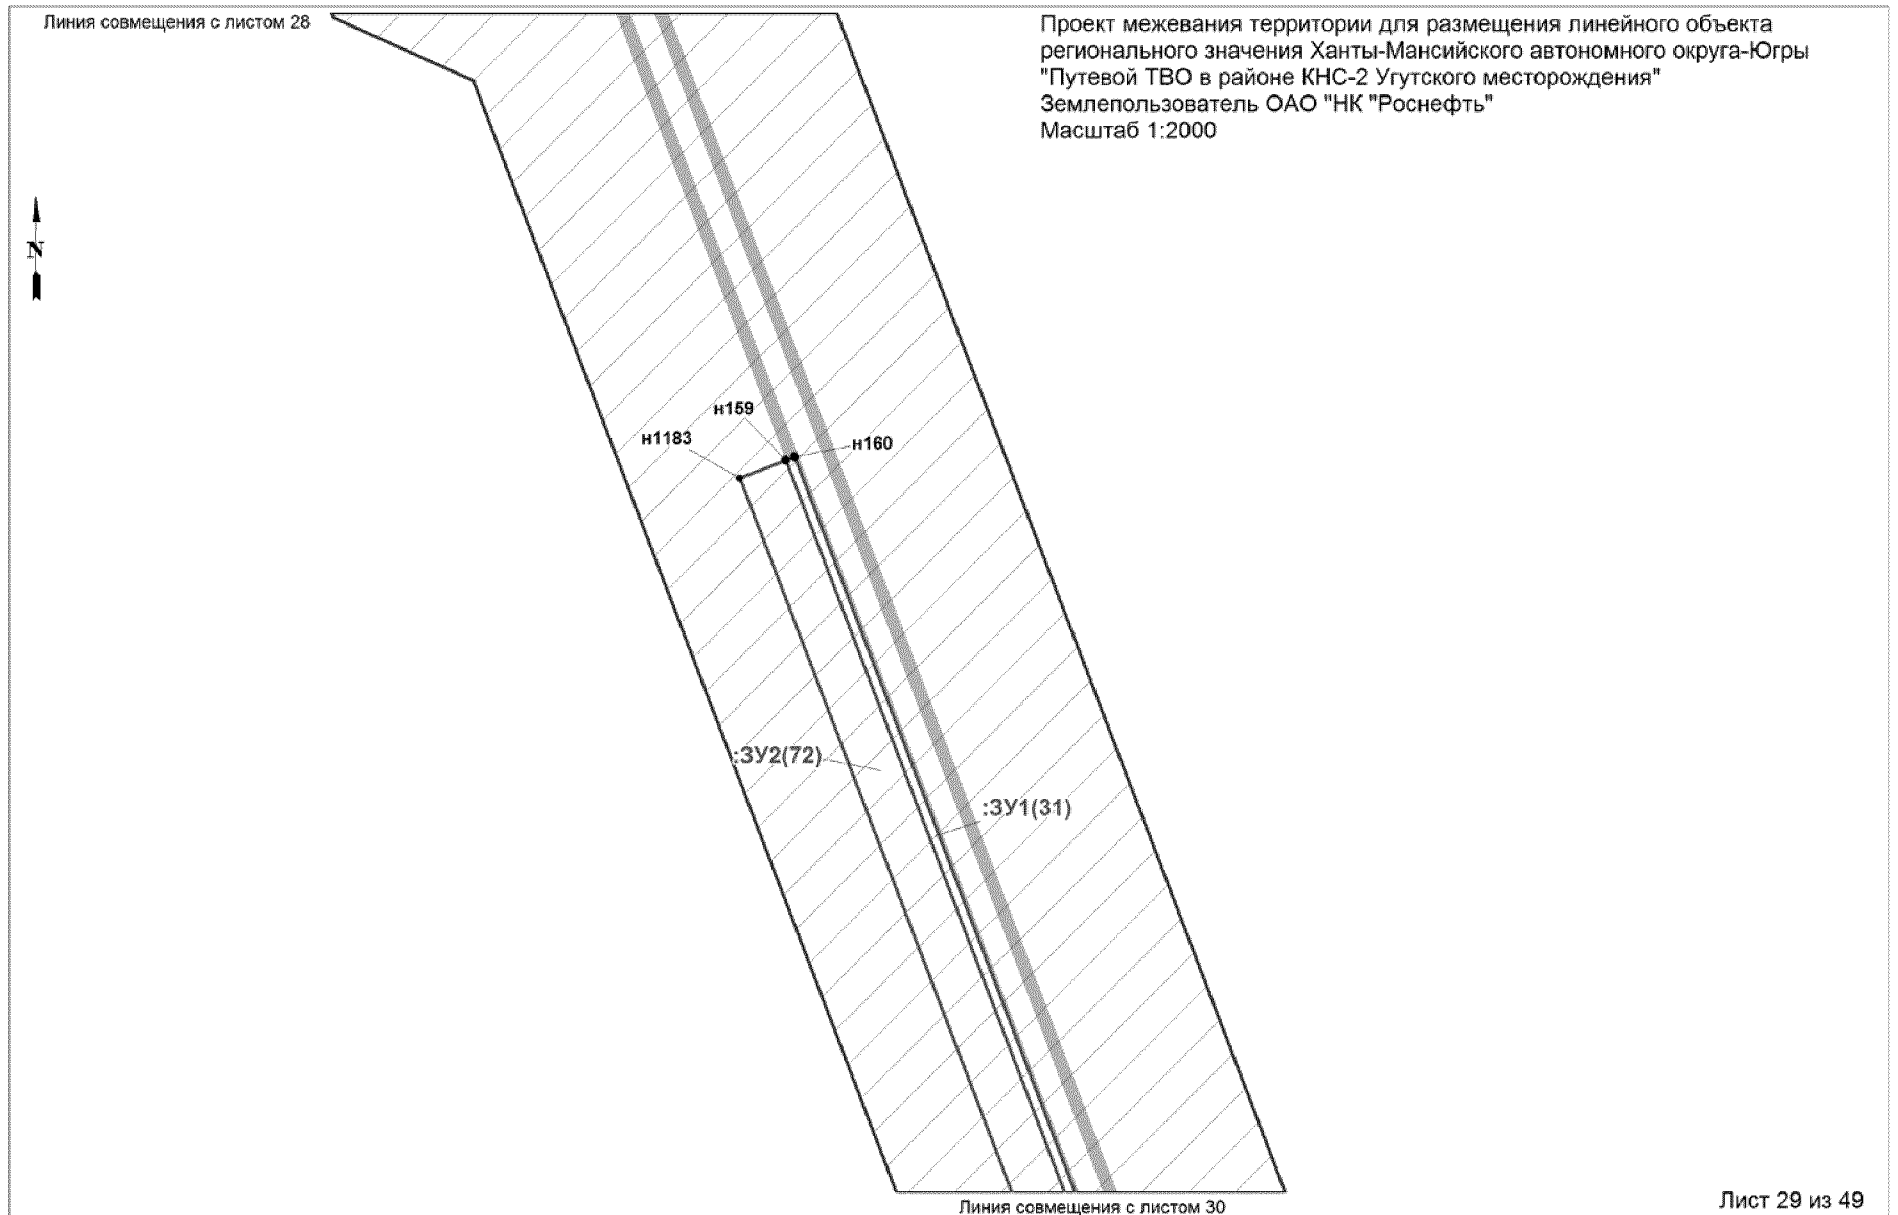 Линия совмещения с листом 28
Проект межевания территории для размещения линейного объекта
регионального значения Ханты-Мансийского автономного округа-Югры
"Путевой ТВО в районе КНС-2 Угутского месторождения"
Землепользователь ОАО "НК "Роснефть"
Масштаб 1:2000
N
н159
н1183
н160
:ЗУ2(72)
:ЗУ1(31)
Линия совмещения с листом 30
Лист 29 из 49